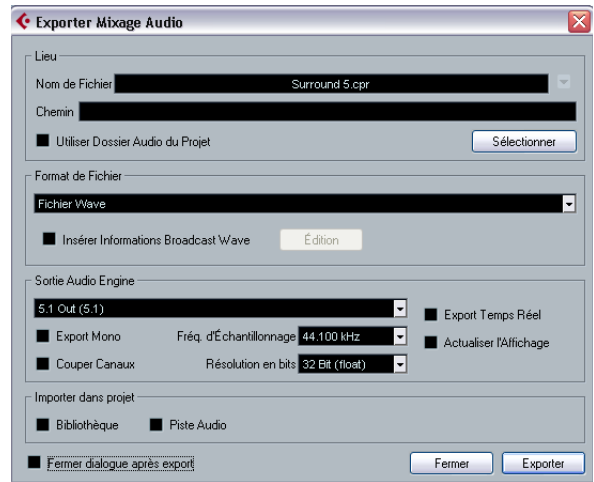 Exporter Mixage Audio
Lieu
Nom de Fichier Surround 5.cpr
Chemin
Utiliser Dossier Audio du Projet Sélectionner
Format de Fichier
Fichier Wave
Insérer Informations Broadcast Wave Édition
Sortie Audio Engine
5.1 Out (5.1)
Export Temps Réel
Export Mono Fréq. d'Échantillonnage 44.100 kHz
Actualiser l'Affichage
Couper Canaux Résolution en bits 32 Bit (float)
Importer dans projet
Bibliothèque Piste Audio
Fermer dialogue après export Fermer Exporter